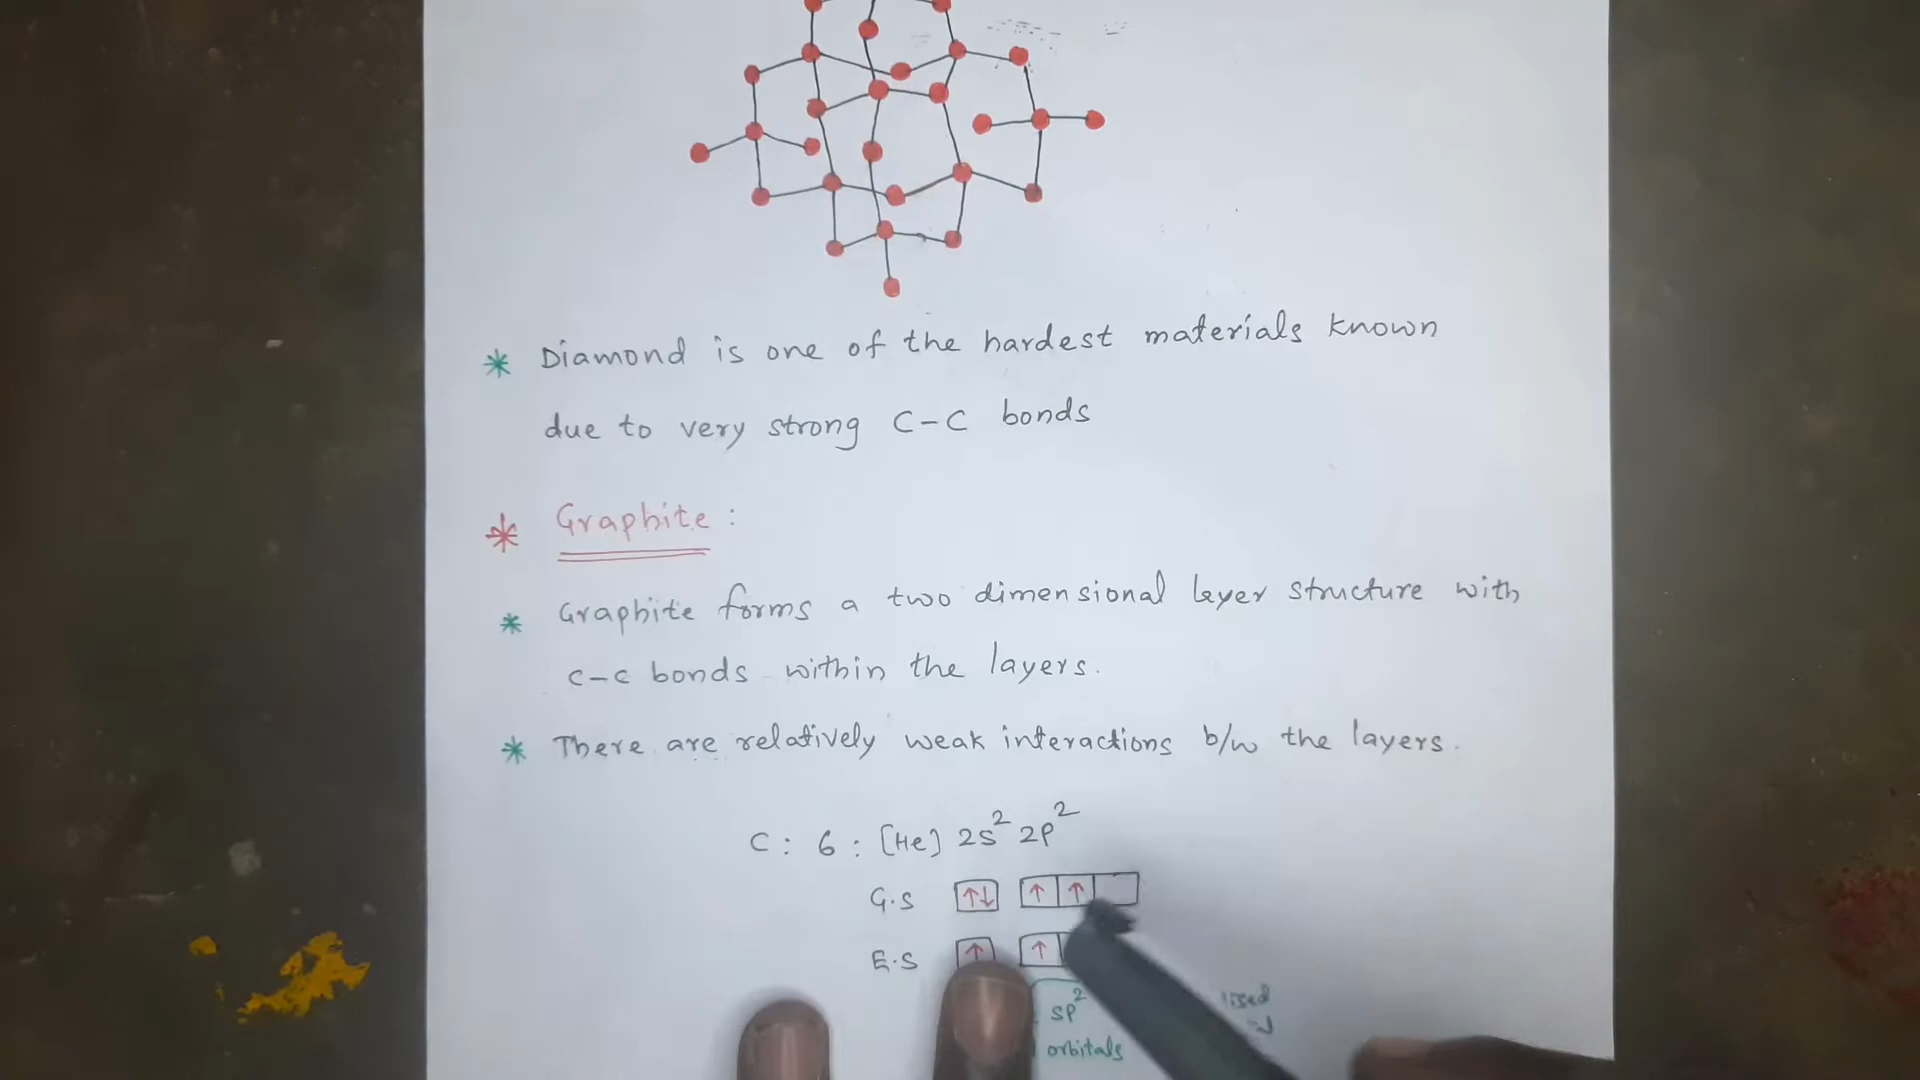 * Diamond is one of the hardest materials known
due to very strong C-C bonds
* Graphite:
* Graphite forms a two dimensional layer structure with
C-C bonds within the layers.
* There are relatively weak interactions b/w the layers.
C: 6: [He] 2s² 2p²
G.S ↑↓ ↑ ↑
E.S ↑ ↑
sp²
orbitals